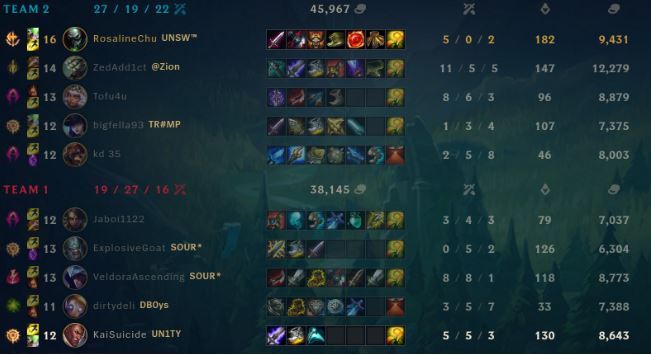 TEAM 2 27 / 19 / 22 45,967
16 RosalineChu UNSW™ 5 / 0 / 2 182 9,431
14 ZedAdd1ct @Zion 11 / 5 / 5 147 12,279
13 Tofu4u 8 / 6 / 3 96 8,879
12 bigfella93 TR#MP 1 / 3 / 4 107 7,375
12 kd 35 2 / 5 / 8 46 8,003
TEAM 1 19 / 27 / 16 38,145
12 Jaboi1122 3 / 4 / 3 79 7,037
13 ExplosiveGoat SOUR* 0 / 5 / 2 126 6,304
13 VeldoraAscending SOUR* 8 / 8 / 1 118 8,773
11 dirtydeli DBOys 3 / 5 / 7 33 7,388
12 KaiSuicide UN1TY 5 / 5 / 3 130 8,643